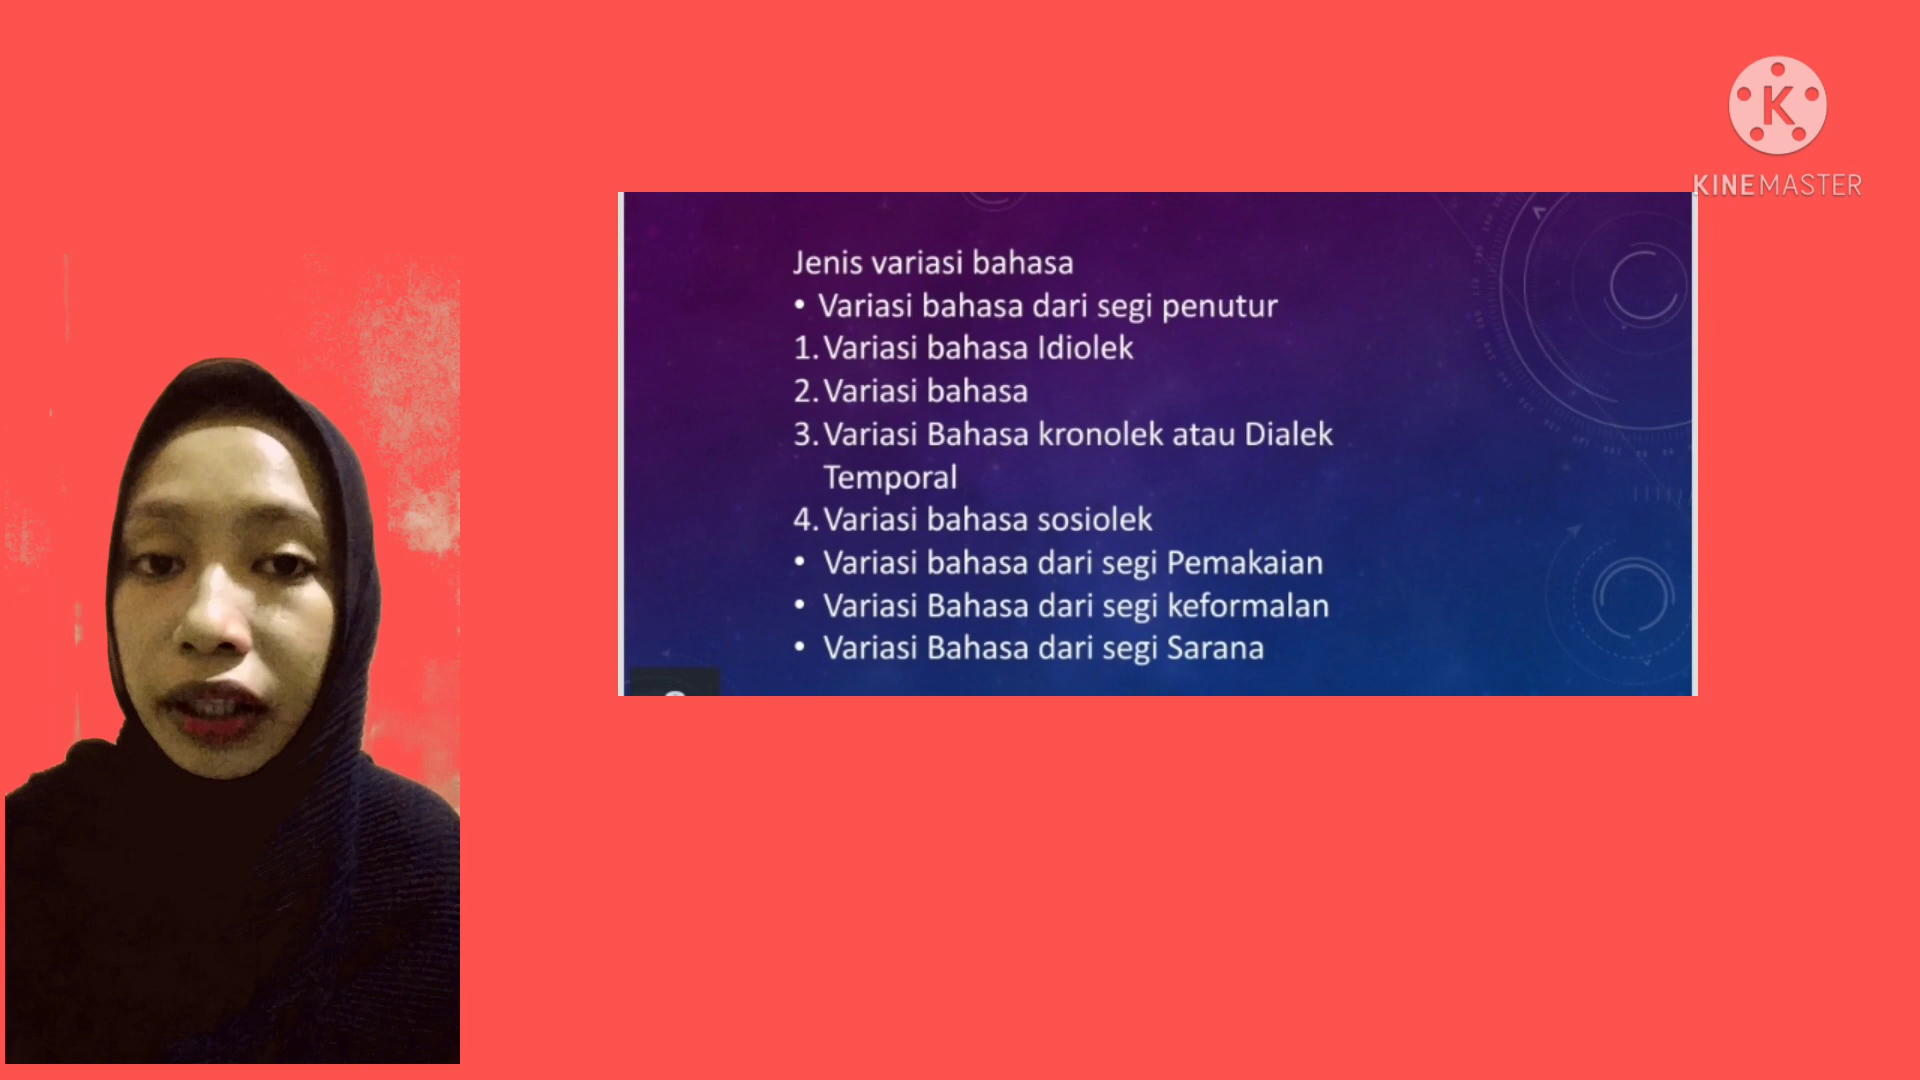 K
KINEMASTER
Jenis variasi bahasa
• Variasi bahasa dari segi penutur
1. Variasi bahasa Idiolek
2. Variasi bahasa
3. Variasi Bahasa kronolek atau Dialek
Temporal
4. Variasi bahasa sosiolek
• Variasi bahasa dari segi Pemakaian
• Variasi Bahasa dari segi keformalan
• Variasi Bahasa dari segi Sarana